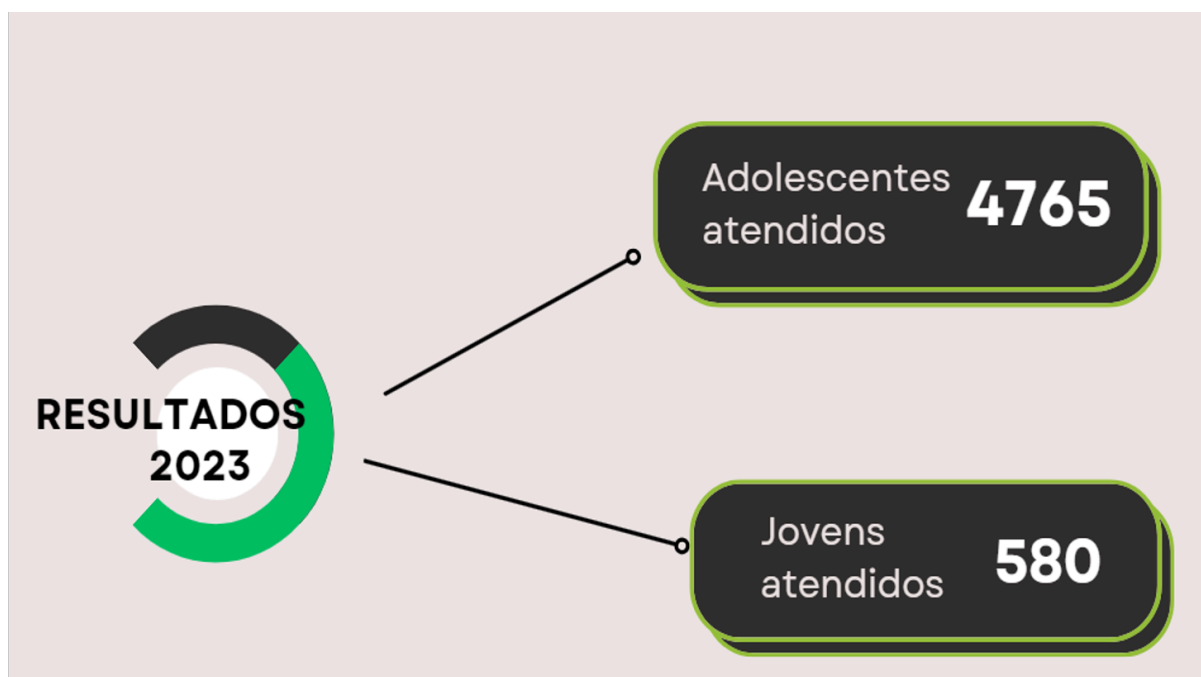 RESULTADOS
2023
Adolescentes
atendidos
4765
Jovens
atendidos
580